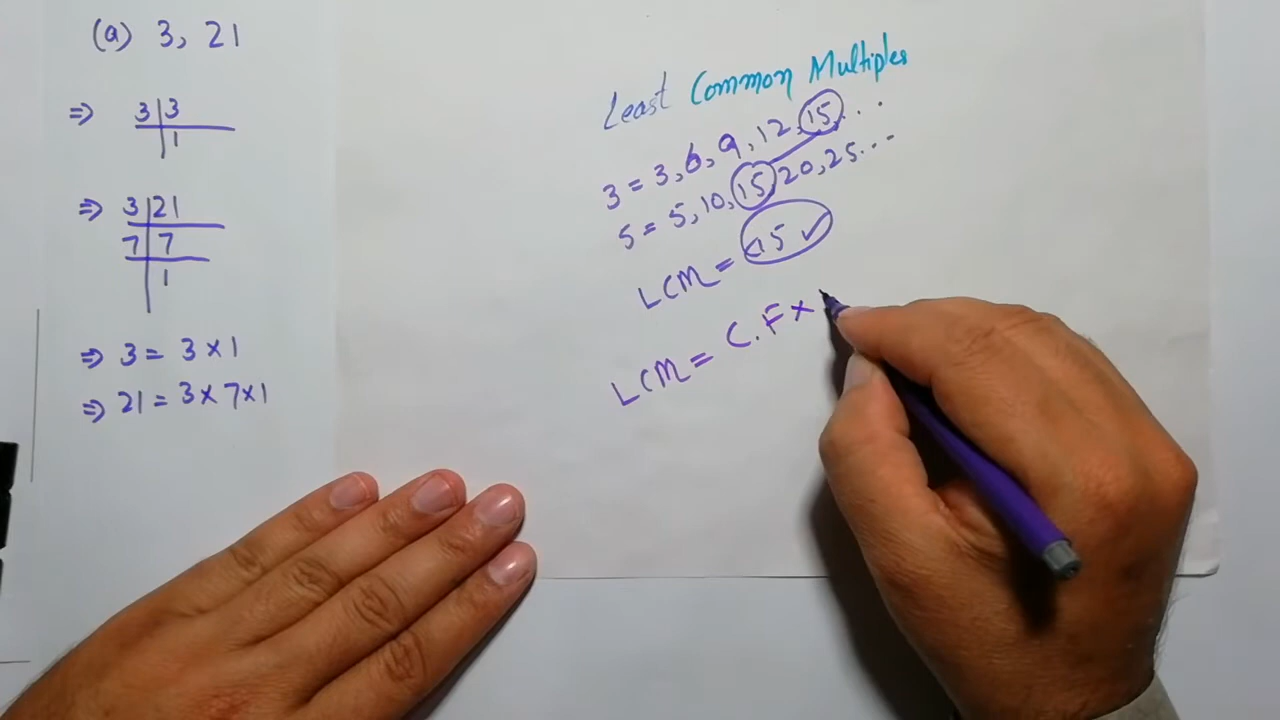 (a) 3, 21
⇒ 3 | 3
1
⇒ 3 | 21
7 | 7
1
⇒ 3 = 3 × 1
⇒ 21 = 3 × 7 × 1
Least Common Multiples
3 = 3, 6, 9, 12, 15, ...
5 = 5, 10, 15, 20, 25...
LCM = 15 ✓
LCM = C.F ×